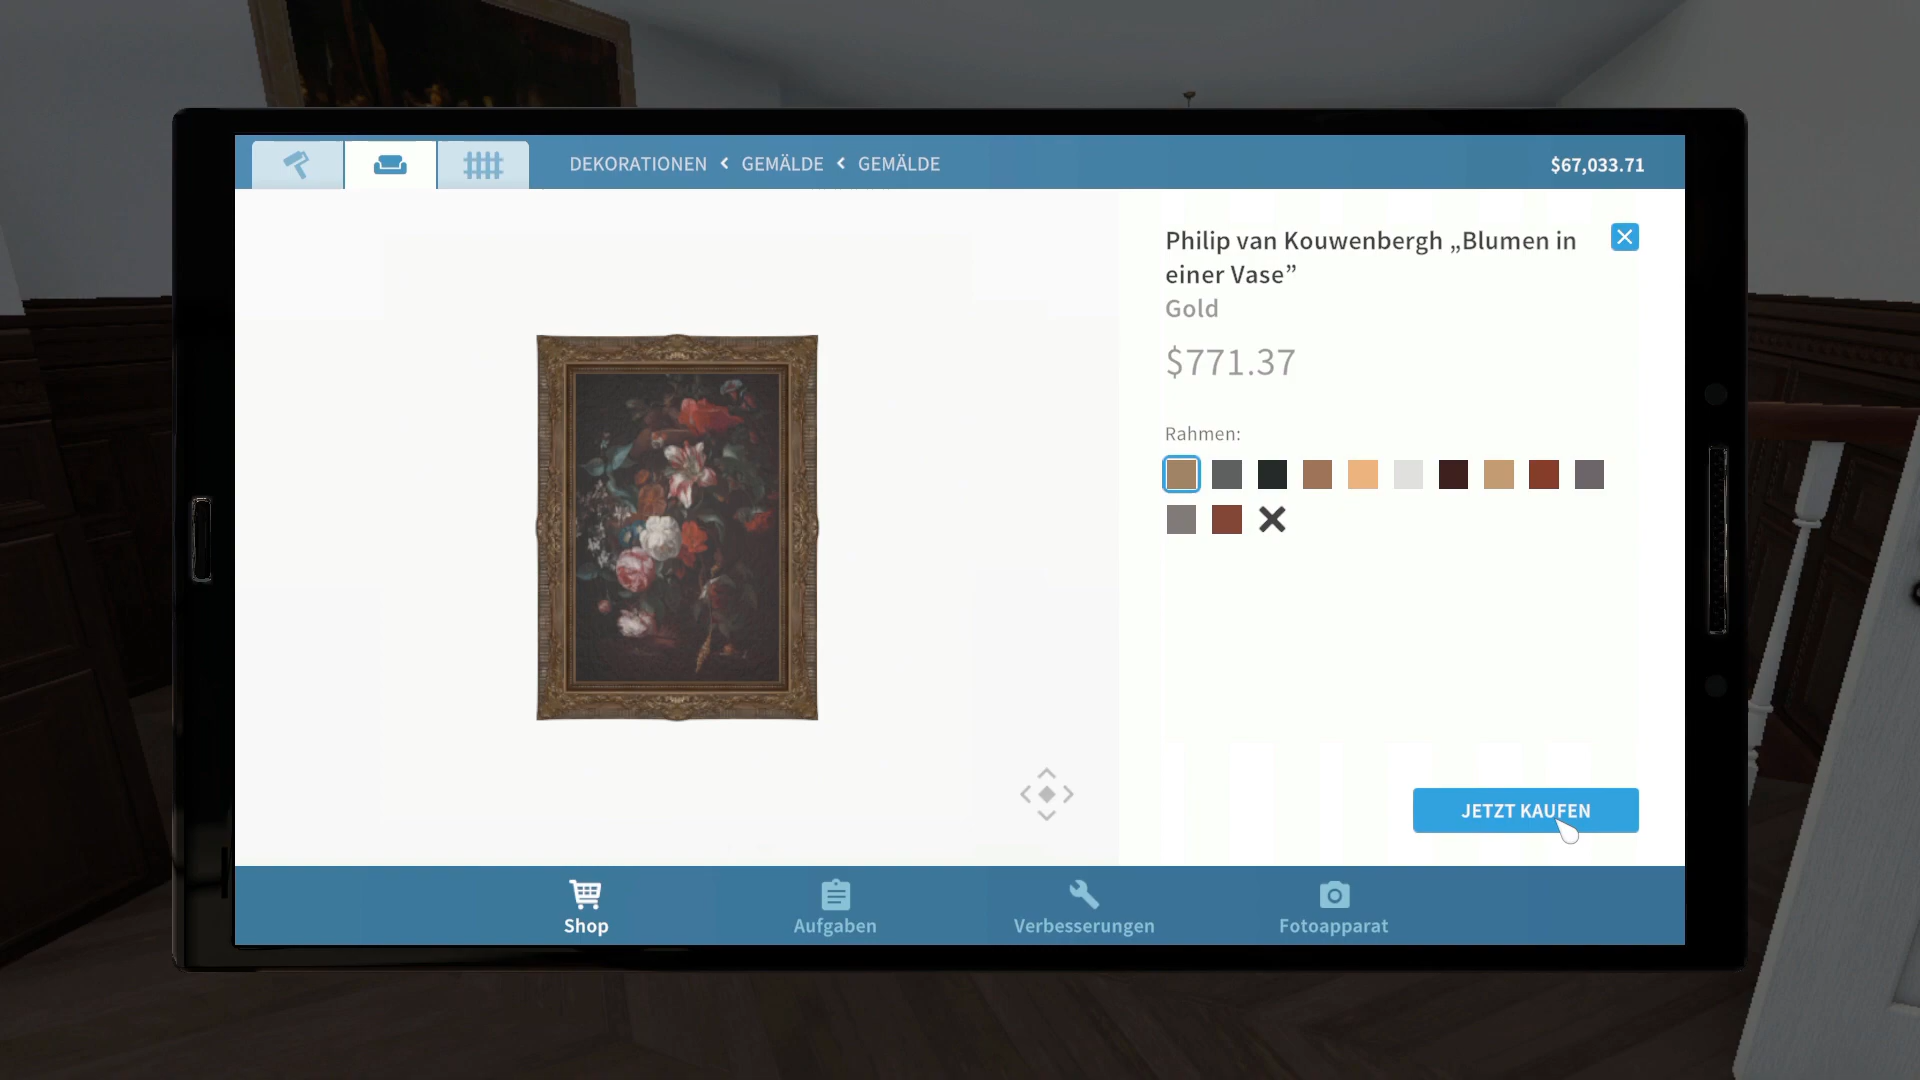 DEKORATIONEN < GEMÄLDE < GEMÄLDE
$67,033.71
Philip van Kouwenbergh „Blumen in
einer Vase”
Gold
$771.37
Rahmen:
JETZT KAUFEN
Shop
Aufgaben
Verbesserungen
Fotoapparat